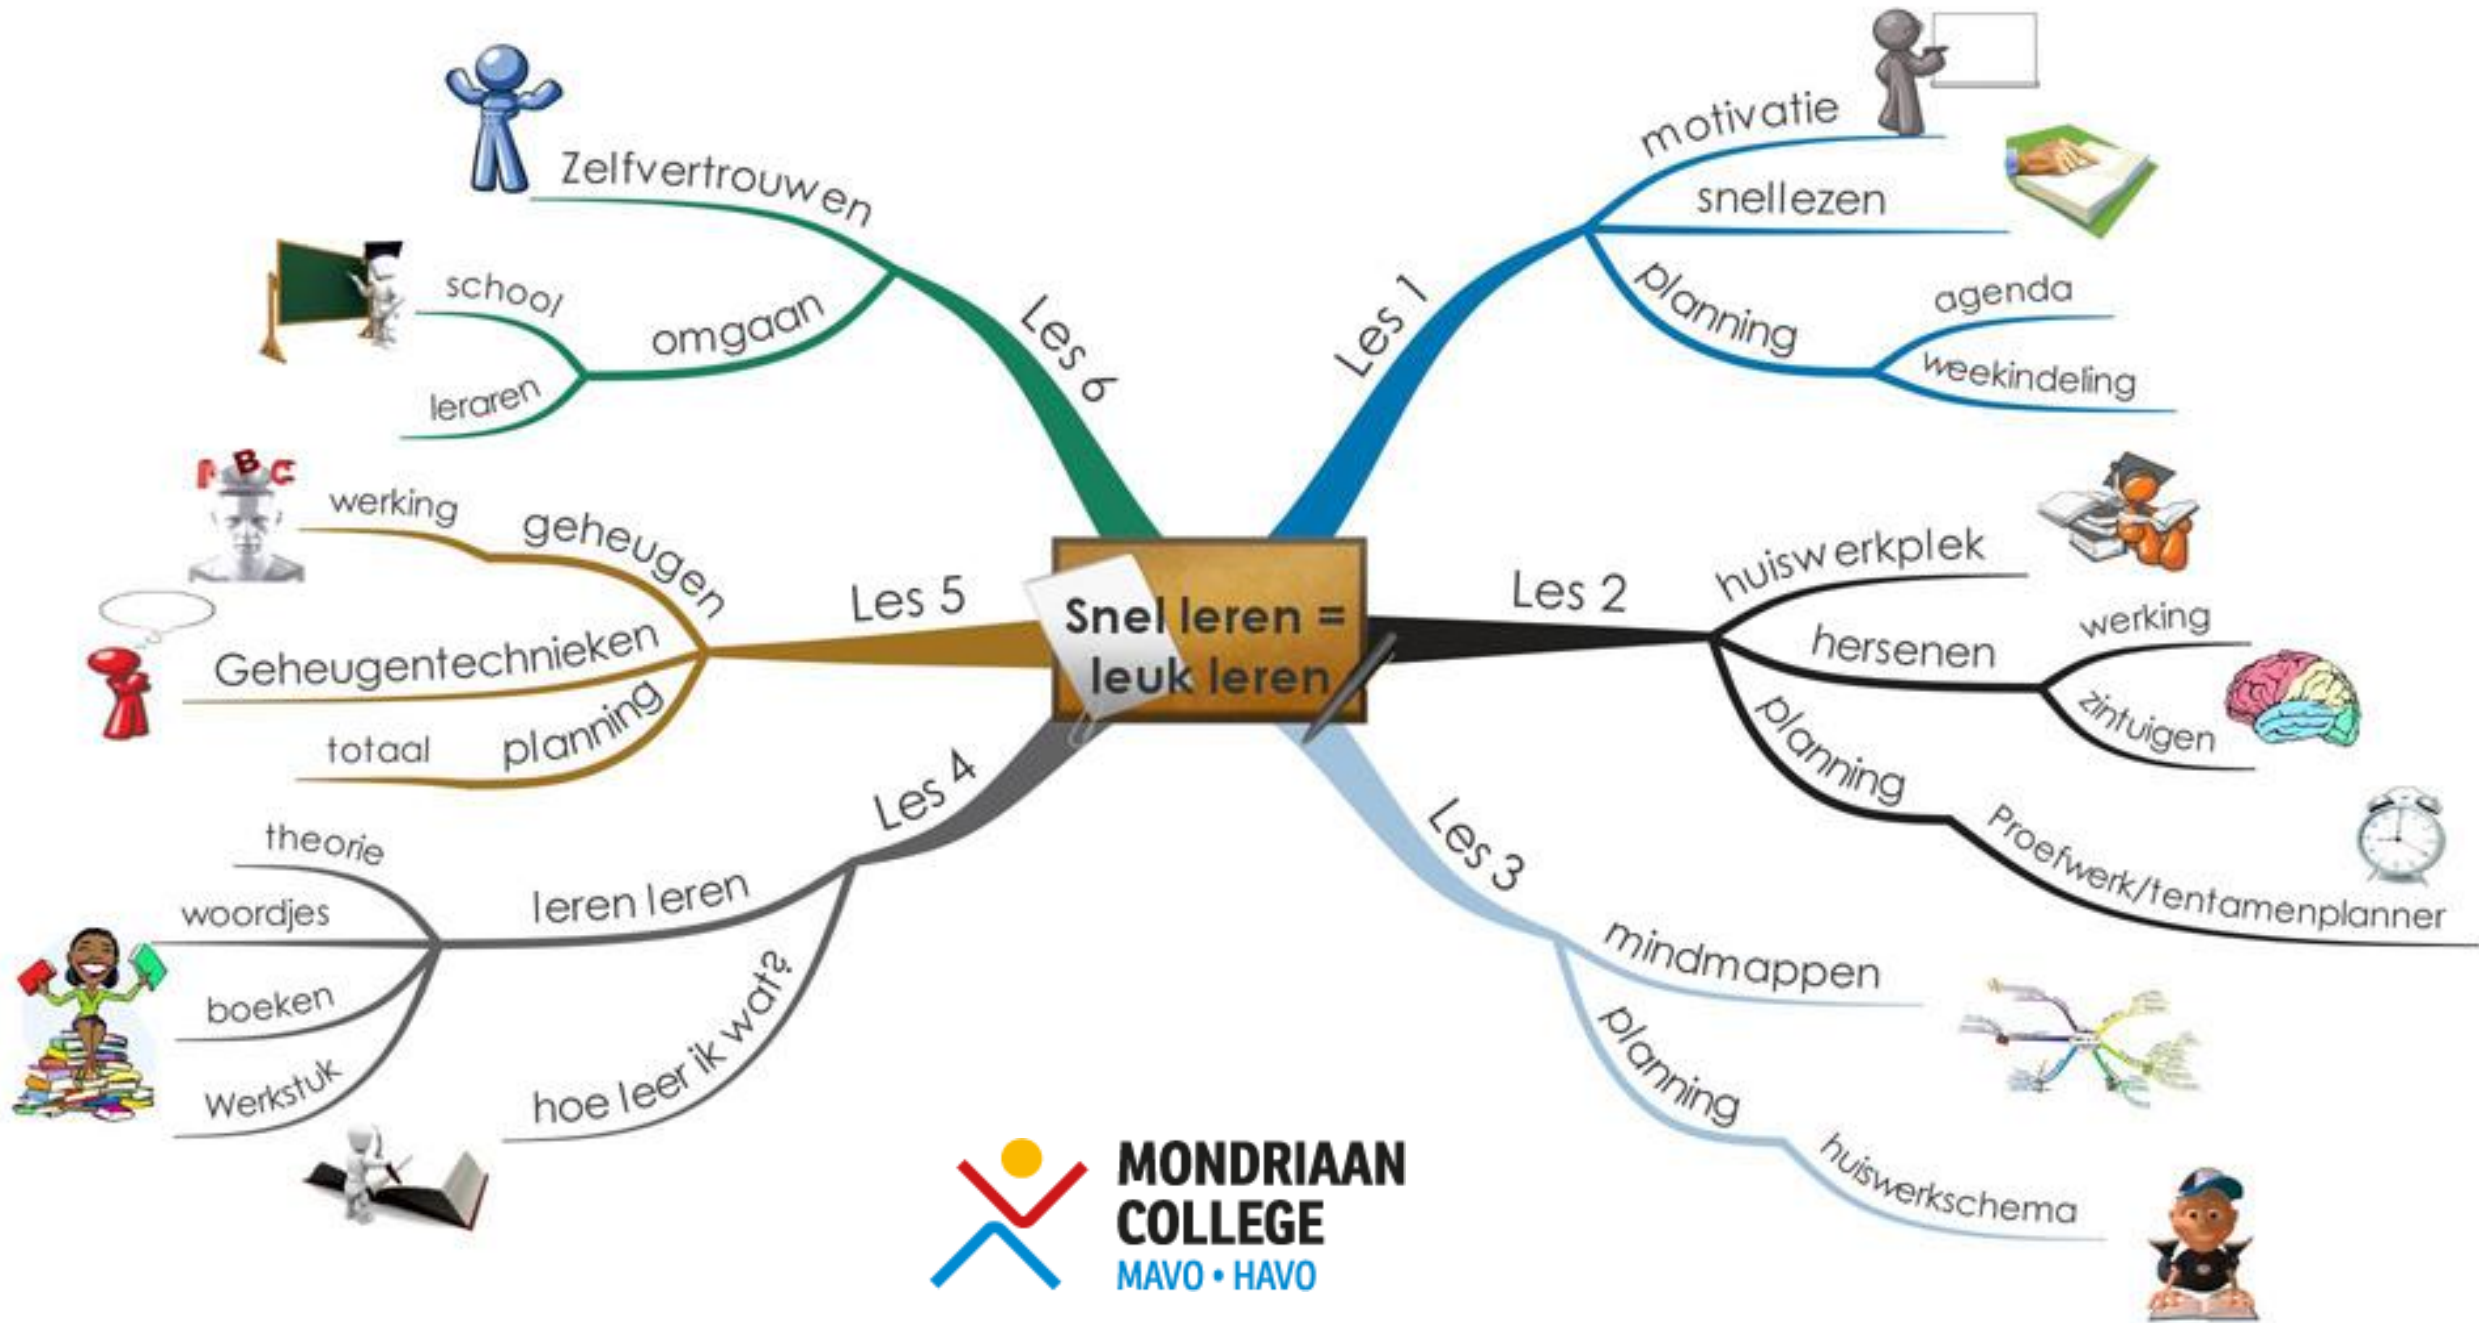 Snel leren =
leuk leren
Les 1
motivatie
snellezen
planning
agenda
weekindeling
Les 2
huiswerkplek
hersenen
werking
zintuigen
planning
Proefwerk/tentamenplanner
Les 3
mindmappen
planning
huiswerkschema
Les 4
leren leren
theorie
woordjes
boeken
Werkstuk
hoe leer ik wat?
Les 5
geheugen
werking
Geheugentechnieken
planning
totaal
Les 6
Zelfvertrouwen
omgaan
school
leraren
A B C
MONDRIAAN
COLLEGE
MAVO • HAVO